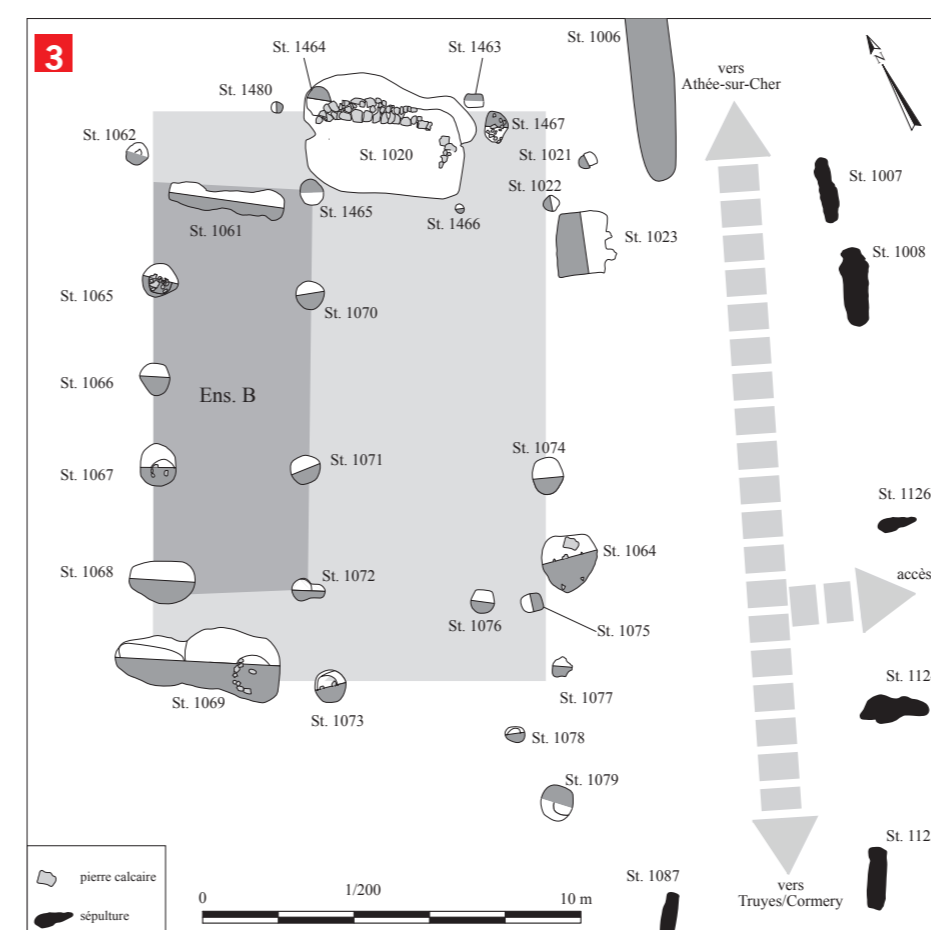 3
St. 1464
St. 1463
St. 1006
N
vers
Athée-sur-Cher
St. 1480
St. 1062
St. 1467
St. 1020
St. 1021
St. 1007
St. 1022
St. 1061
St. 1465
St. 1466
St. 1023
St. 1008
St. 1065
St. 1070
St. 1066
Ens. B
St. 1074
St. 1067
St. 1071
St. 1126
St. 1064
St. 1068
St. 1072
accès
St. 1076
St. 1075
St. 1069
St. 1073
St. 1077
St. 112
St. 1078
St. 1079
St. 112
pierre calcaire
sépulture
0
1/200
10 m
St. 1087
vers
Truyes/Cormery